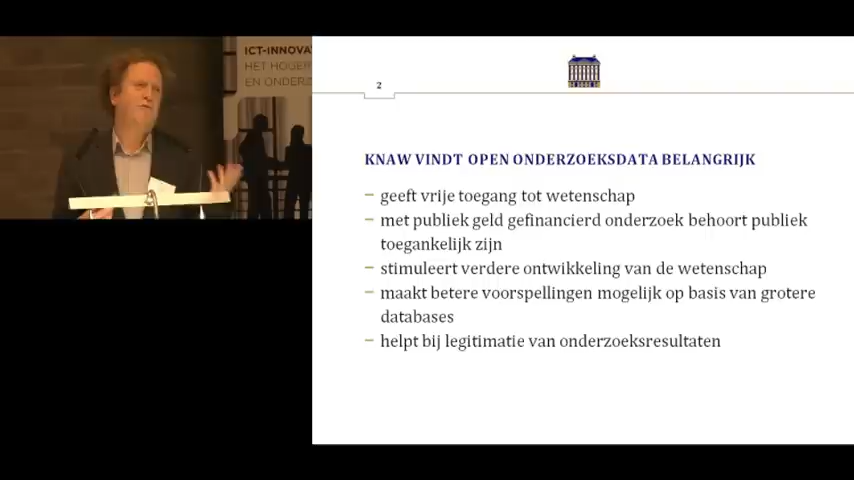 ICT-INNOVA
HET HOGER
EN ONDERZ
2
KNAW VINDT OPEN ONDERZOEKSDATA BELANGRIJK
– geeft vrije toegang tot wetenschap
– met publiek geld gefinancierd onderzoek behoort publiek
toegankelijk zijn
– stimuleert verdere ontwikkeling van de wetenschap
– maakt betere voorspellingen mogelijk op basis van grotere
databases
– helpt bij legitimatie van onderzoeksresultaten